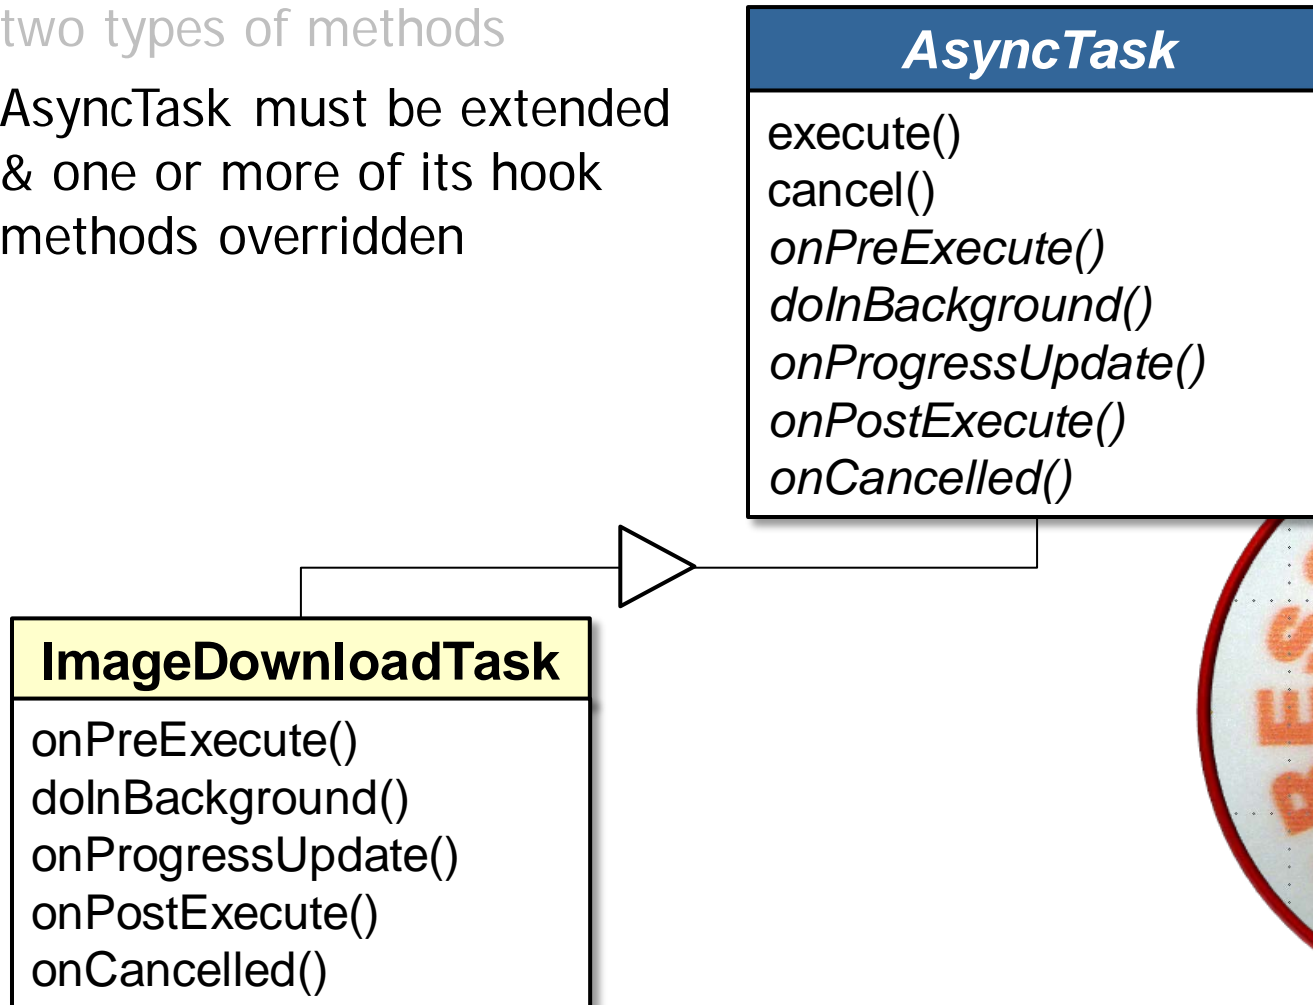 two types of methods
AsyncTask must be extended
& one or more of its hook
methods overridden
AsyncTask
execute()
cancel()
onPreExecute()
doInBackground()
onProgressUpdate()
onPostExecute()
onCancelled()
ImageDownloadTask
onPreExecute()
doInBackground()
onProgressUpdate()
onPostExecute()
onCancelled()